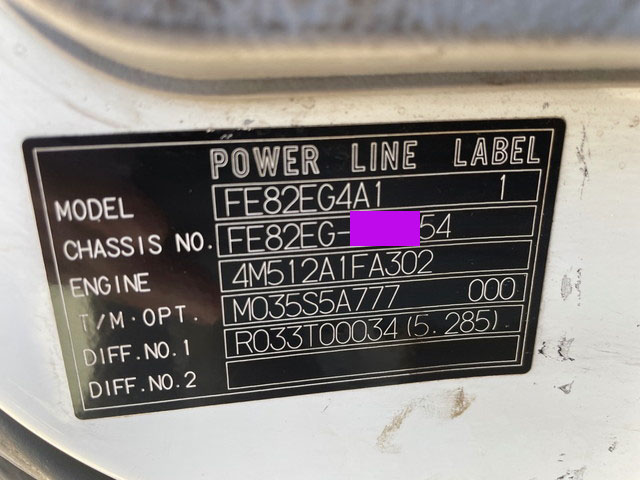 POWER LINE LABEL
MODEL FE82EG4A1 1
CHASSIS NO. FE82EG- 54
ENGINE 4M512A1FA302
T/M·OPT. M035S5A777 000
DIFF.NO.1 R033T00034(5.285)
DIFF.NO.2